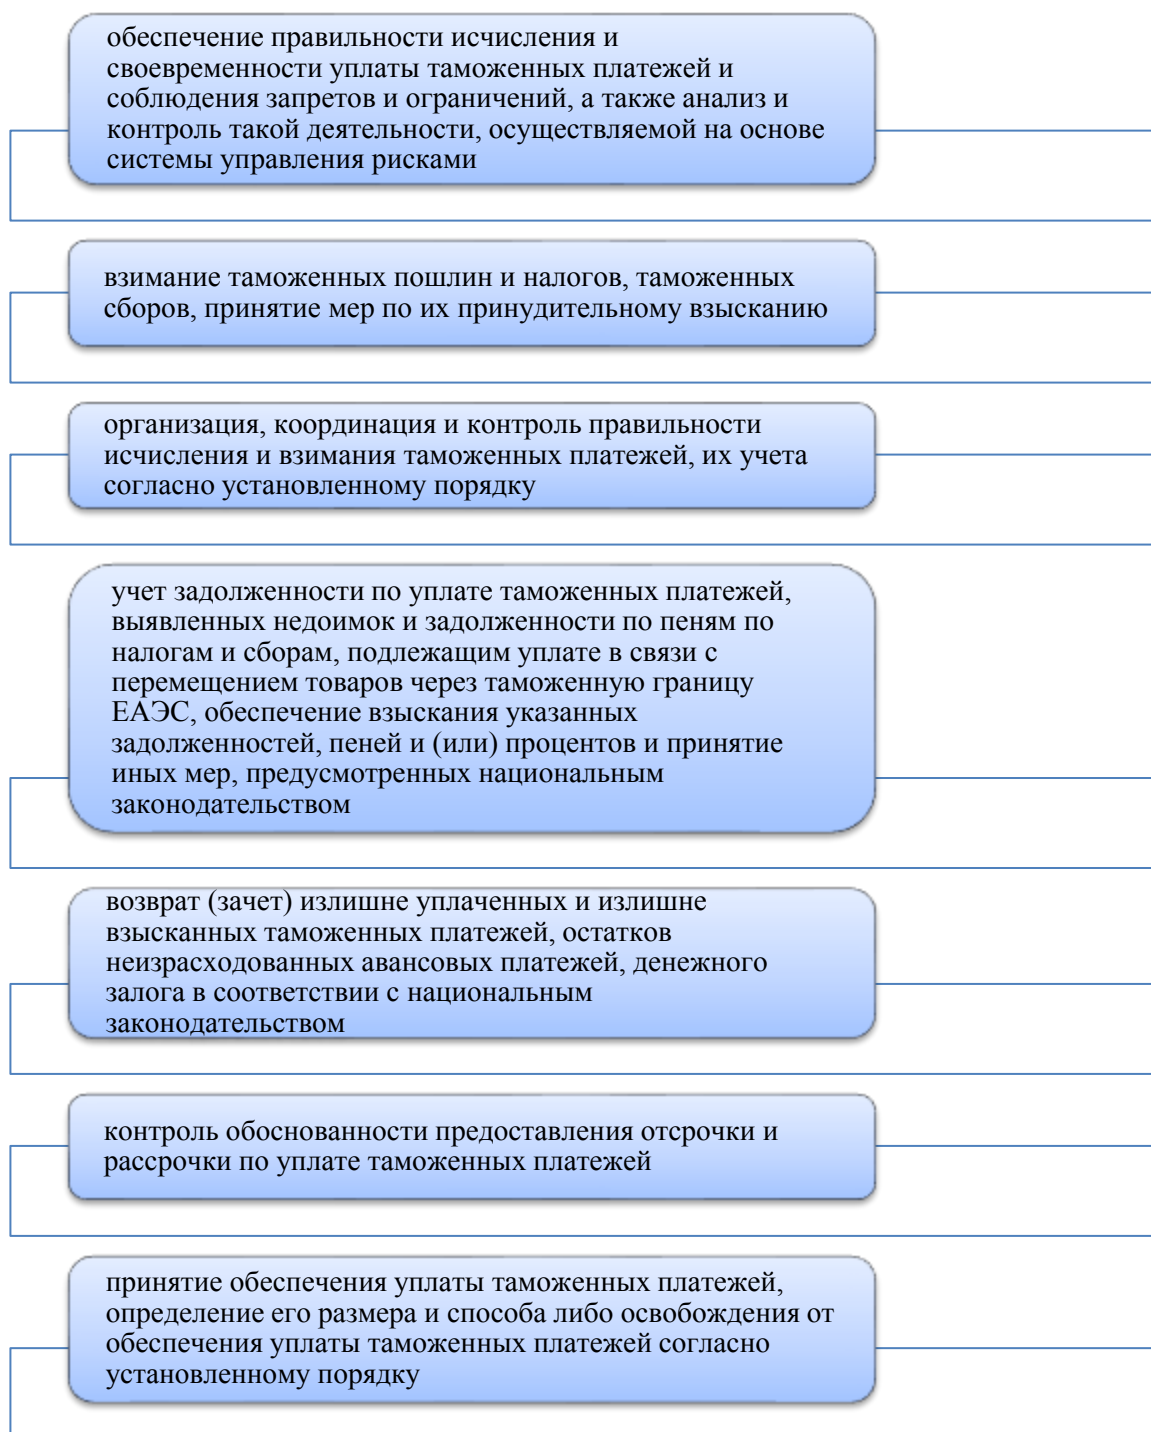 обеспечение правильности исчисления и
своевременности уплаты таможенных платежей и
соблюдения запретов и ограничений, а также анализ и
контроль такой деятельности, осуществляемой на основе
системы управления рисками
взимание таможенных пошлин и налогов, таможенных
сборов, принятие мер по их принудительному взысканию
организация, координация и контроль правильности
исчисления и взимания таможенных платежей, их учета
согласно установленному порядку
учет задолженности по уплате таможенных платежей,
выявленных недоимок и задолженности по пеням по
налогам и сборам, подлежащим уплате в связи с
перемещением товаров через таможенную границу
ЕАЭС, обеспечение взыскания указанных
задолженностей, пеней и (или) процентов и принятие
иных мер, предусмотренных национальным
законодательством
возврат (зачет) излишне уплаченных и излишне
взысканных таможенных платежей, остатков
неизрасходованных авансовых платежей, денежного
залога в соответствии с национальным
законодательством
контроль обоснованности предоставления отсрочки и
рассрочки по уплате таможенных платежей
принятие обеспечения уплаты таможенных платежей,
определение его размера и способа либо освобождения от
обеспечения уплаты таможенных платежей согласно
установленному порядку